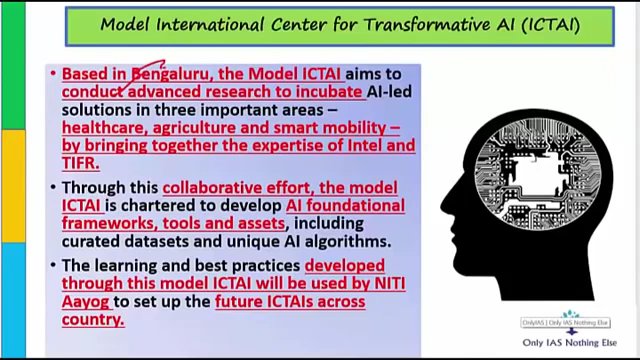 Model International Center for Transformative AI (ICTAI)
• Based in Bengaluru, the Model ICTAI aims to
conduct advanced research to incubate AI-led
solutions in three important areas –
healthcare, agriculture and smart mobility –
by bringing together the expertise of Intel and
TIFR.
• Through this collaborative effort, the model
ICTAI is chartered to develop AI foundational
frameworks, tools and assets, including
curated datasets and unique AI algorithms.
• The learning and best practices developed
through this model ICTAI will be used by NITI
Aayog to set up the future ICTAIs across
country.
OnlyIAS | Only IAS Nothing Else
Only IAS Nothing Else